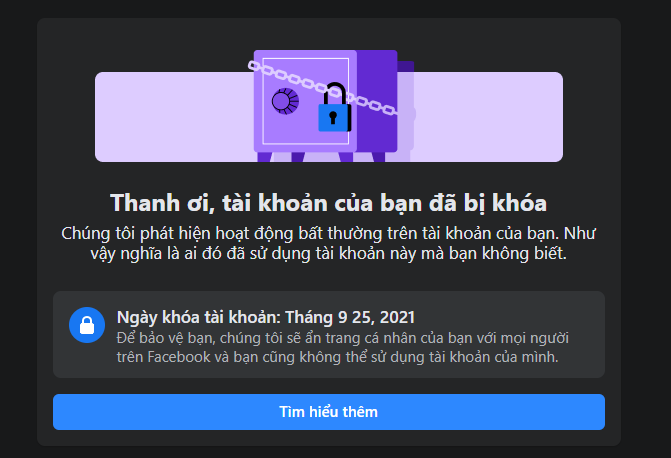 Thanh ơi, tài khoản của bạn đã bị khóa
Chúng tôi phát hiện hoạt động bất thường trên tài khoản của bạn. Như
vậy nghĩa là ai đó đã sử dụng tài khoản này mà bạn không biết.
Ngày khóa tài khoản: Tháng 9 25, 2021
Để bảo vệ bạn, chúng tôi sẽ ẩn trang cá nhân của bạn với mọi người
trên Facebook và bạn cũng không thể sử dụng tài khoản của mình.
Tìm hiểu thêm